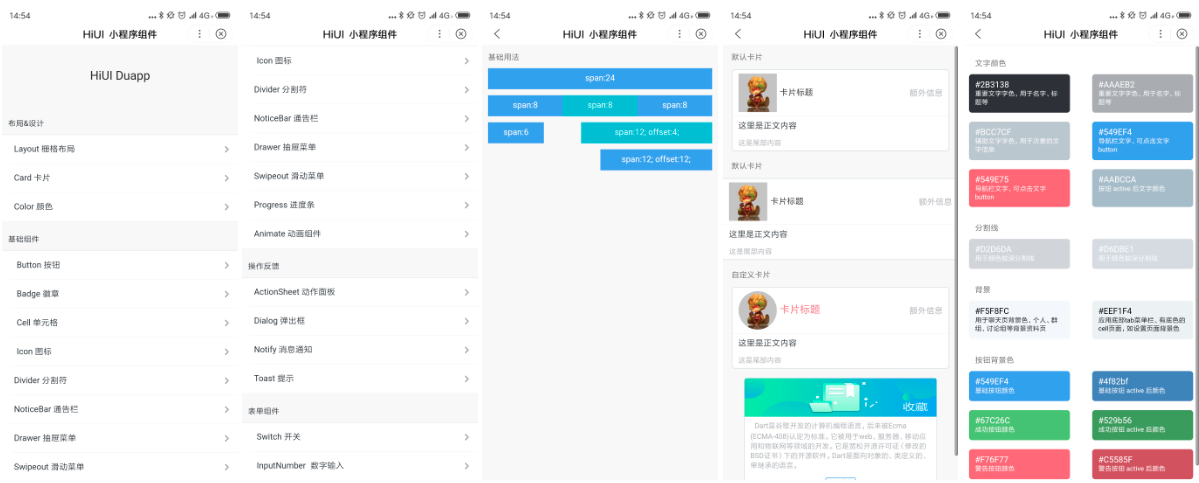 14:54
4G
HiUI 小程序组件
HiUI Duapp
布局&设计
Layout 栅格布局
Card 卡片
Color 颜色
基础组件
Button 按钮
Badge 徽章
Cell 单元格
Icon 图标
Divider 分割符
NoticeBar 通告栏
Drawer 抽屉菜单
Swipeout 滑动菜单
14:54
4G
HiUI 小程序组件
Icon 图标
Divider 分割符
NoticeBar 通告栏
Drawer 抽屉菜单
Swipeout 滑动菜单
Progress 进度条
Animate 动画组件
操作反馈
ActionSheet 动作面板
Dialog 弹出框
Notify 消息通知
Toast 提示
表单组件
Switch 开关
InputNumber 数字输入
14:54
4G
HiUI 小程序组件
基础用法
span:24
span:8 span:8 span:8
span:6 span:12; offset:4;
span:12; offset:12;
14:54
4G
HiUI 小程序组件
默认卡片
卡片标题 额外信息
这里是正文内容
这是尾部内容
默认卡片
卡片标题 额外信息
这里是正文内容
这是尾部内容
自定义卡片
卡片标题 额外信息
这里是正文内容
这是尾部内容
收藏
Dart是谷歌开发的计算机编程语言，后来被Ecma
(ECMA-408)认定为标准。它被用于web、服务器、移动应
用和物联网等领域的开发。它是宽松开源许可证（修改的
BSD证书）下的开源软件。Dart是面向对象的、类定义的、
单继承的语言。
14:54
4G
HiUI 小程序组件
文字颜色
#2B3138
重要文字字色，用于名字、标
题等
#AAAEB2
重要文字字色，用于名字、标
题等
#BCC7CF
辅助文字字色，用于次要的文
字信息
#549EF4
导航栏文字、可点击文字
button
#549E75
导航栏文字、可点击文字
button
#AABCCA
按钮 active 后文字颜色
分割线
#D2D6DA
用于颜色较深分割线
#D6DBE1
用于颜色较深分割线
背景
#F5F8FC
用于聊天页背景色，个人、群
组、讨论组等背景资料页
#EEF1F4
应用底部tab菜单栏、有底色的
cell页面，如设置页面背景色
按钮背景色
#549EF4
基础按钮颜色
#4f82bf
基础按钮 active 后颜色
#67C26C
成功按钮颜色
#529b56
成功按钮 active 后颜色
#F76F77
警告按钮颜色
#C5585F
警告按钮 active 后颜色